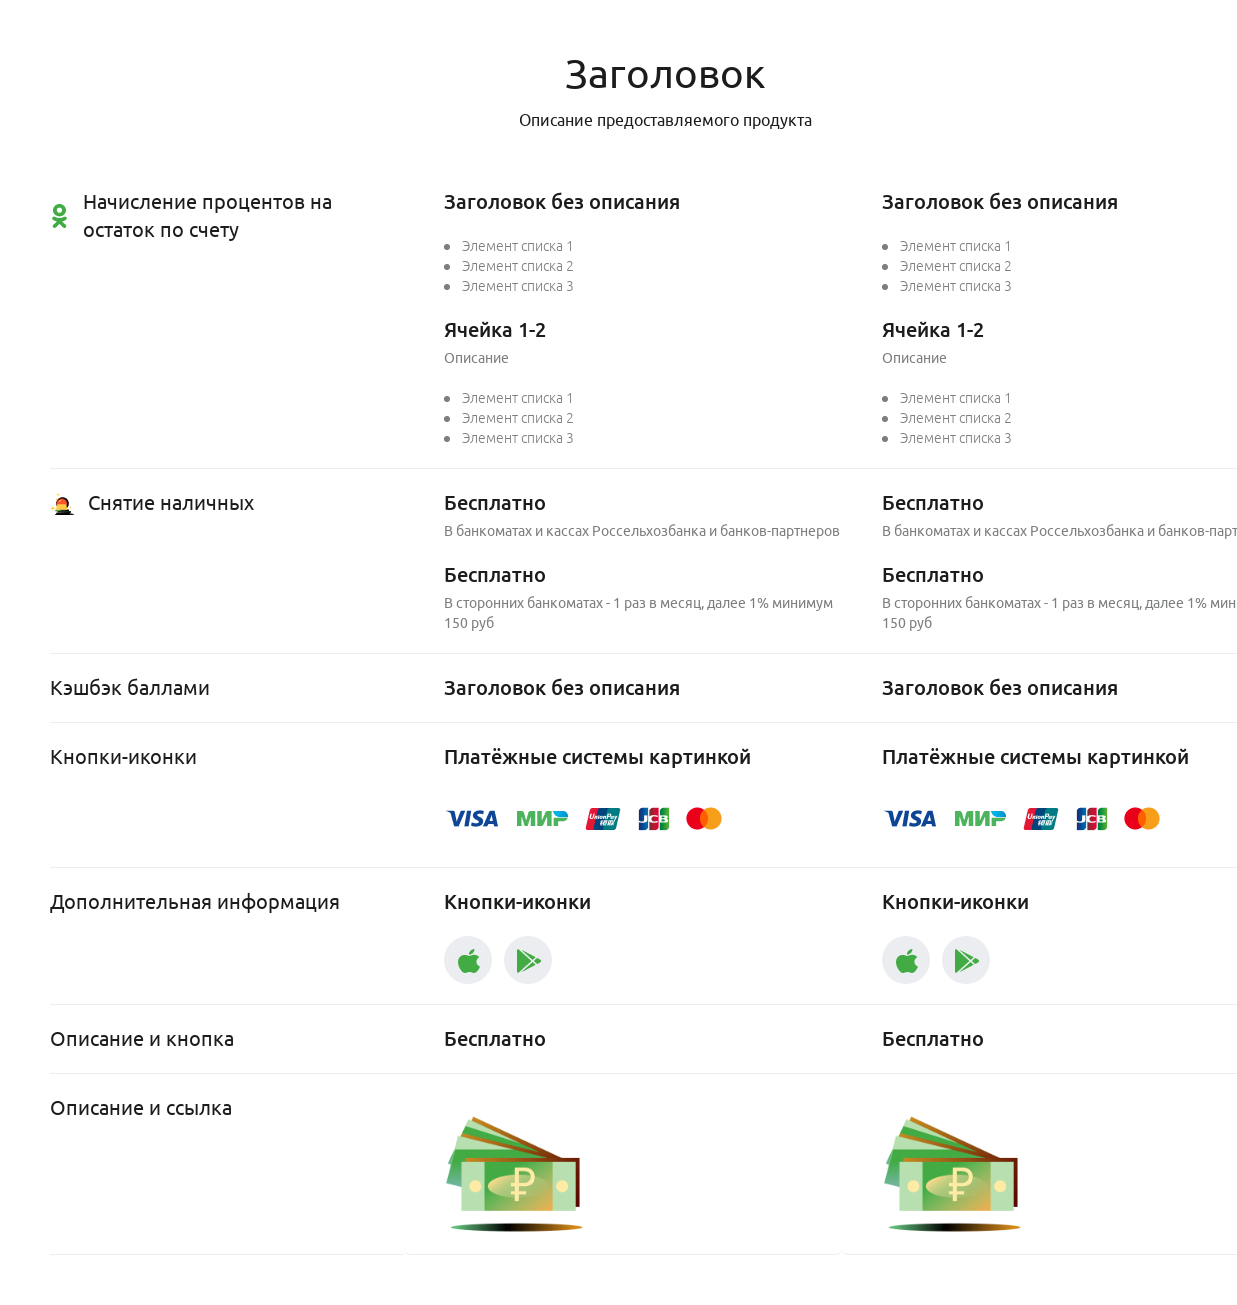 Заголовок
Описание предоставляемого продукта
Начисление процентов на
остаток по счету
Заголовок без описания
Элемент списка 1
Элемент списка 2
Элемент списка 3
Ячейка 1-2
Описание
Элемент списка 1
Элемент списка 2
Элемент списка 3
Заголовок без описания
Элемент списка 1
Элемент списка 2
Элемент списка 3
Ячейка 1-2
Описание
Элемент списка 1
Элемент списка 2
Элемент списка 3
Снятие наличных
Бесплатно
В банкоматах и кассах Россельхозбанка и банков-партнеров
Бесплатно
В сторонних банкоматах - 1 раз в месяц, далее 1% минимум
150 руб
Бесплатно
В банкоматах и кассах Россельхозбанка и банков-парт
Бесплатно
В сторонних банкоматах - 1 раз в месяц, далее 1% мин
150 руб
Кэшбэк баллами
Заголовок без описания
Заголовок без описания
Кнопки-иконки
Платёжные системы картинкой
VISA МИР UnionPay 银联 JCB
Платёжные системы картинкой
VISA МИР UnionPay 银联 JCB
Дополнительная информация
Кнопки-иконки
Кнопки-иконки
Описание и кнопка
Бесплатно
Бесплатно
Описание и ссылка
₽
₽